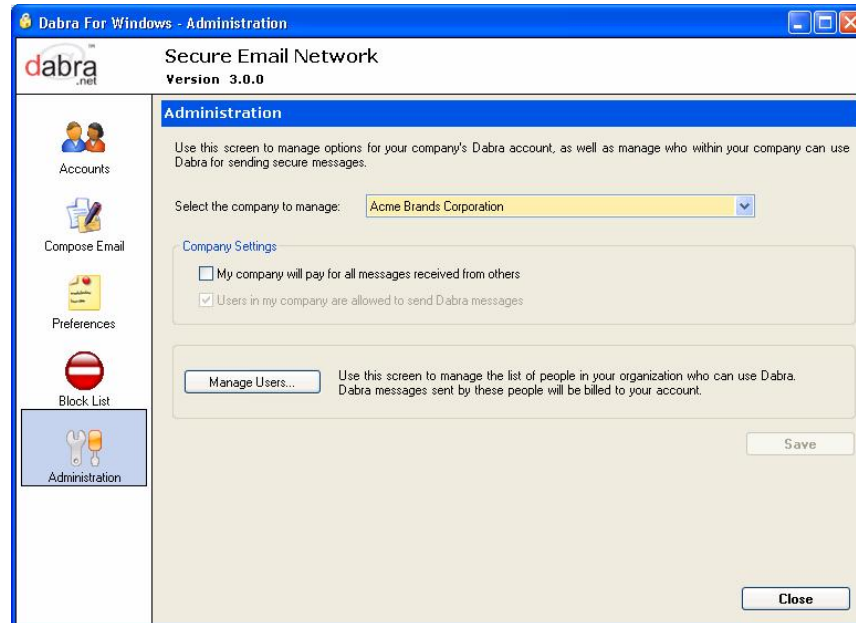 Dabra For Windows - Administration
dabra
.net
Secure Email Network
Version 3.0.0
Accounts
Compose Email
Preferences
Block List
Administration
Administration
Use this screen to manage options for your company's Dabra account, as well as manage who within your company can use
Dabra for sending secure messages.
Select the company to manage: Acme Brands Corporation
Company Settings
My company will pay for all messages received from others
Users in my company are allowed to send Dabra messages
Manage Users...
Use this screen to manage the list of people in your organization who can use Dabra.
Dabra messages sent by these people will be billed to your account.
Save
Close